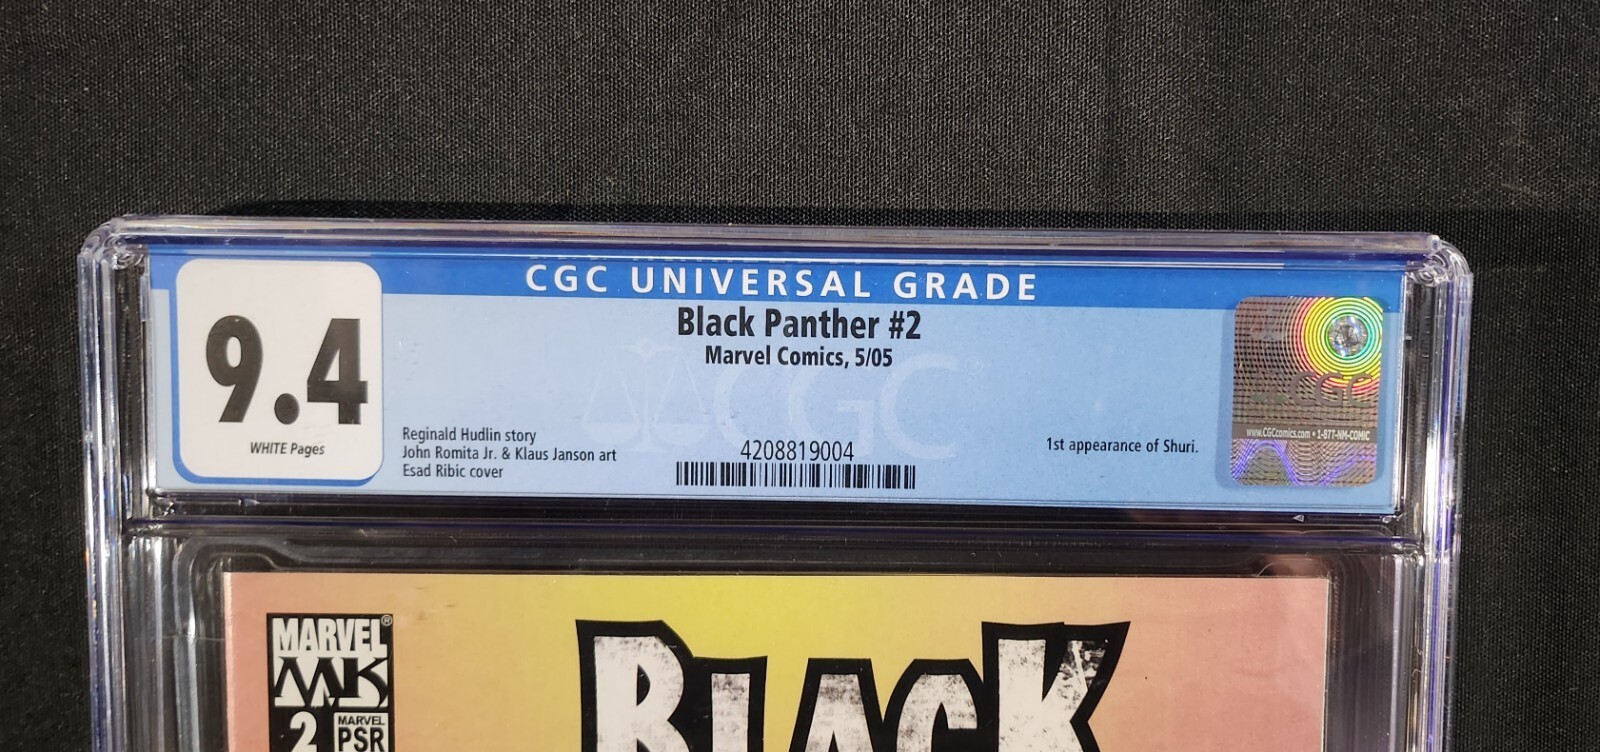 CGC UNIVERSAL GRADE
9.4
WHITE Pages
Black Panther #2
Marvel Comics, 5/05
CGC
Reginald Hudlin story
John Romita Jr. & Klaus Janson art
Esad Ribic cover
4208819004
1st appearance of Shuri.
CGC
www.CGCcomics.com • 1-877-NM-COMIC
MARVEL®
MK
2
MARVEL
PSR
BLACK